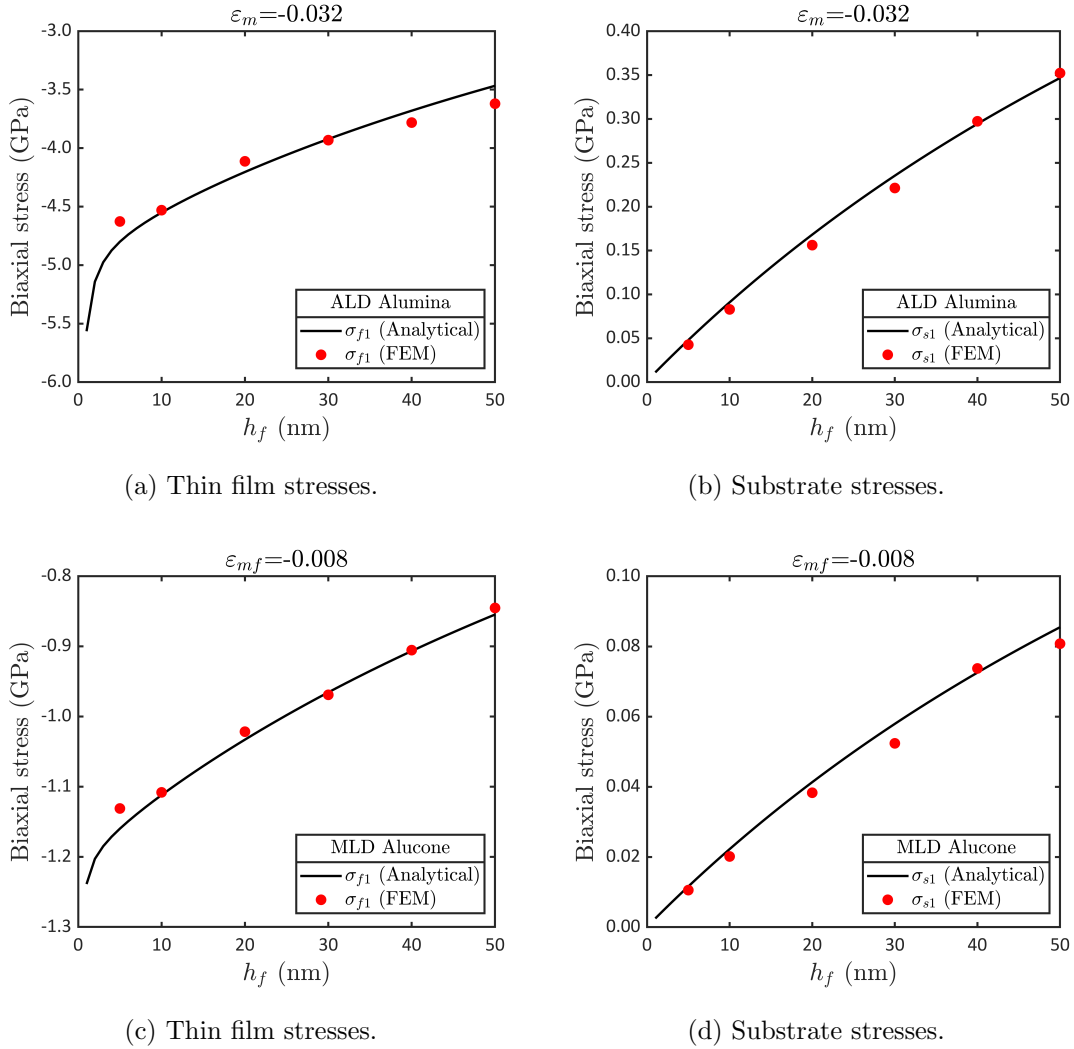 ε_m=-0.032
Biaxial stress (GPa)
-3.0
-3.5
-4.0
-4.5
-5.0
-5.5
-6.0
ALD Alumina
σ_f1 (Analytical)
σ_f1 (FEM)
0 10 20 30 40 50
h_f (nm)
(a) Thin film stresses.
ε_m=-0.032
Biaxial stress (GPa)
0.40
0.35
0.30
0.25
0.20
0.15
0.10
0.05
0.00
ALD Alumina
σ_s1 (Analytical)
σ_s1 (FEM)
0 10 20 30 40 50
h_f (nm)
(b) Substrate stresses.
ε_mf=-0.008
Biaxial stress (GPa)
-0.8
-0.9
-1.0
-1.1
-1.2
-1.3
MLD Alucone
σ_f1 (Analytical)
σ_f1 (FEM)
0 10 20 30 40 50
h_f (nm)
(c) Thin film stresses.
ε_mf=-0.008
Biaxial stress (GPa)
0.10
0.08
0.06
0.04
0.02
0.00
MLD Alucone
σ_s1 (Analytical)
σ_s1 (FEM)
0 10 20 30 40 50
h_f (nm)
(d) Substrate stresses.